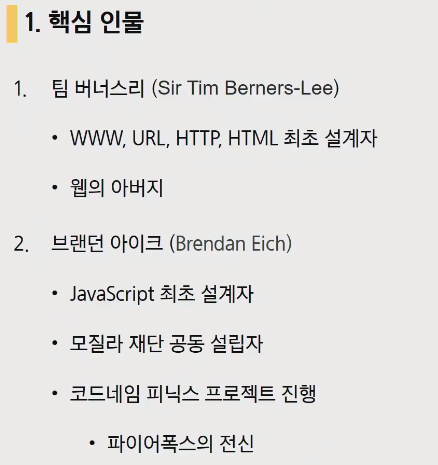 1. 핵심 인물
1. 팀 버너스리 (Sir Tim Berners-Lee)
• WWW, URL, HTTP, HTML 최초 설계자
• 웹의 아버지
2. 브랜던 아이크 (Brendan Eich)
• JavaScript 최초 설계자
• 모질라 재단 공동 설립자
• 코드네임 피닉스 프로젝트 진행
• 파이어폭스의 전신